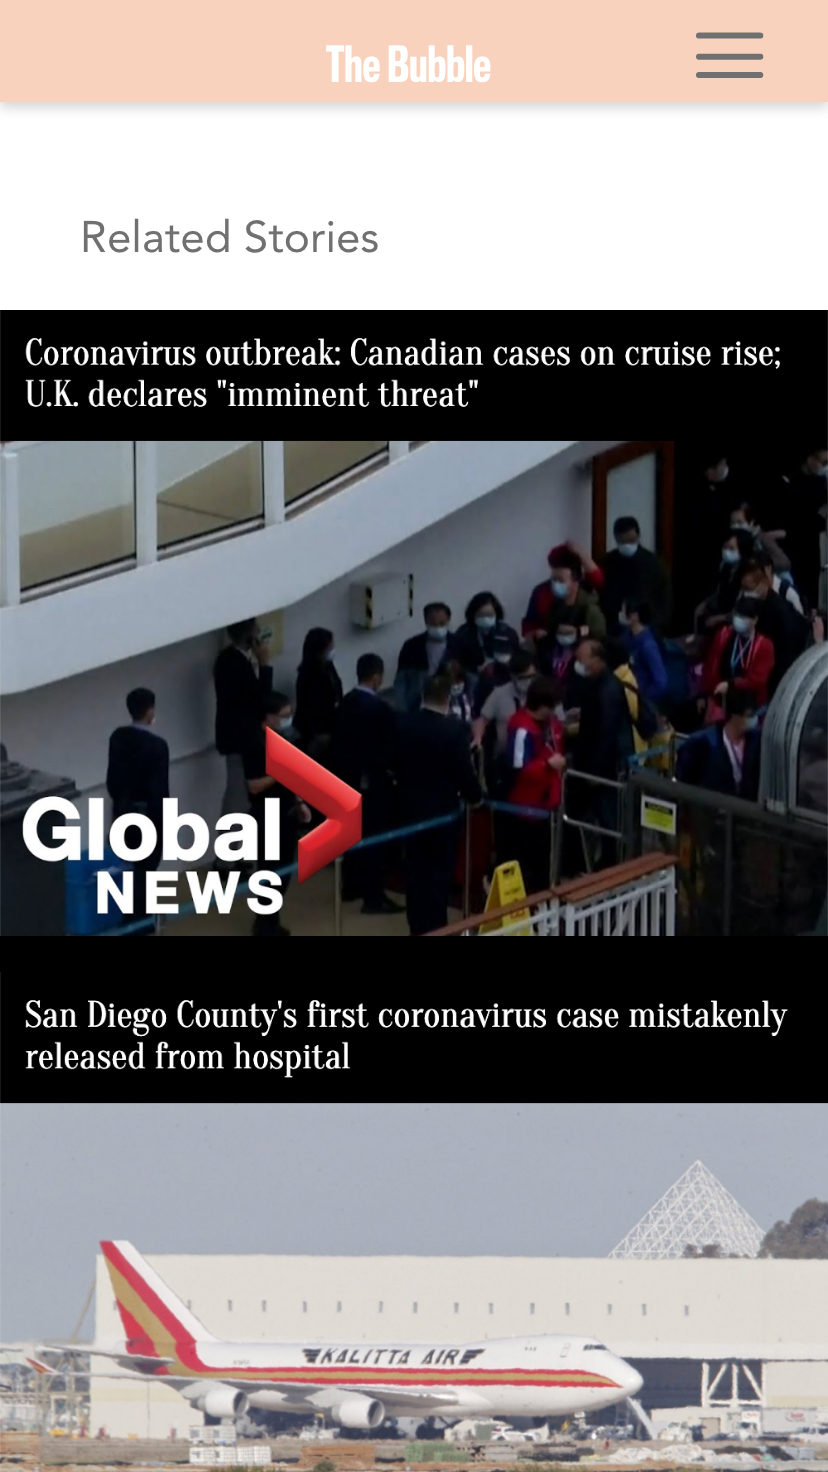 The Bubble
Related Stories
Coronavirus outbreak: Canadian cases on cruise rise;
U.K. declares "imminent threat"
Global
NEWS
San Diego County's first coronavirus case mistakenly
released from hospital
KALITTA AIR